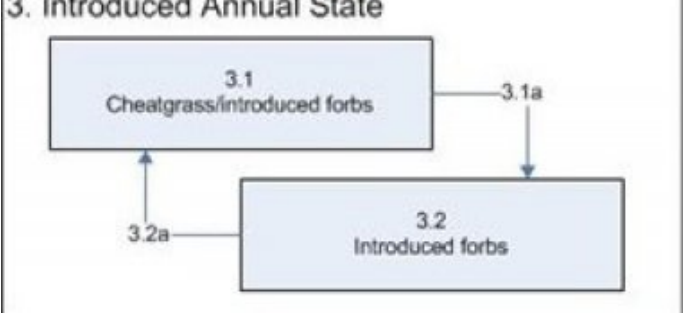 3. Introduced Annual State
3.1
Cheatgrass/introduced forbs
3.1a
3.2a
3.2
Introduced forbs